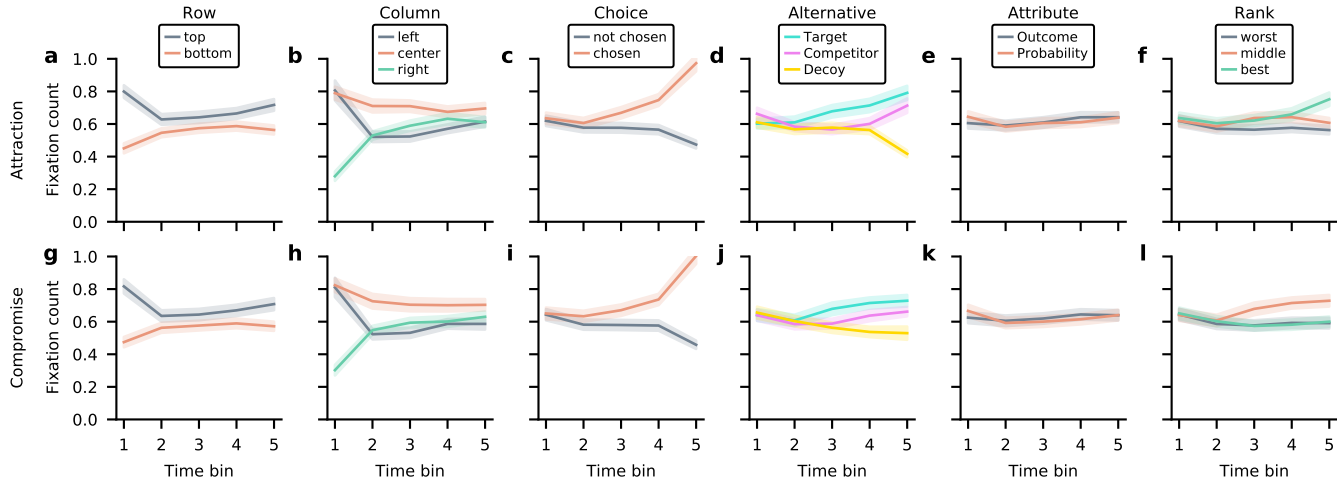 Row
Column
Choice
Alternative
Attribute
Rank
top
bottom
left
center
right
not chosen
chosen
Target
Competitor
Decoy
Outcome
Probability
worst
middle
best
a
b
c
d
e
f
Attraction
Fixation count
1.0
0.8
0.6
0.4
0.2
0.0
g
h
i
j
k
l
Compromise
Fixation count
1.0
0.8
0.6
0.4
0.2
0.0
1 2 3 4 5
1 2 3 4 5
1 2 3 4 5
1 2 3 4 5
1 2 3 4 5
1 2 3 4 5
Time bin
Time bin
Time bin
Time bin
Time bin
Time bin